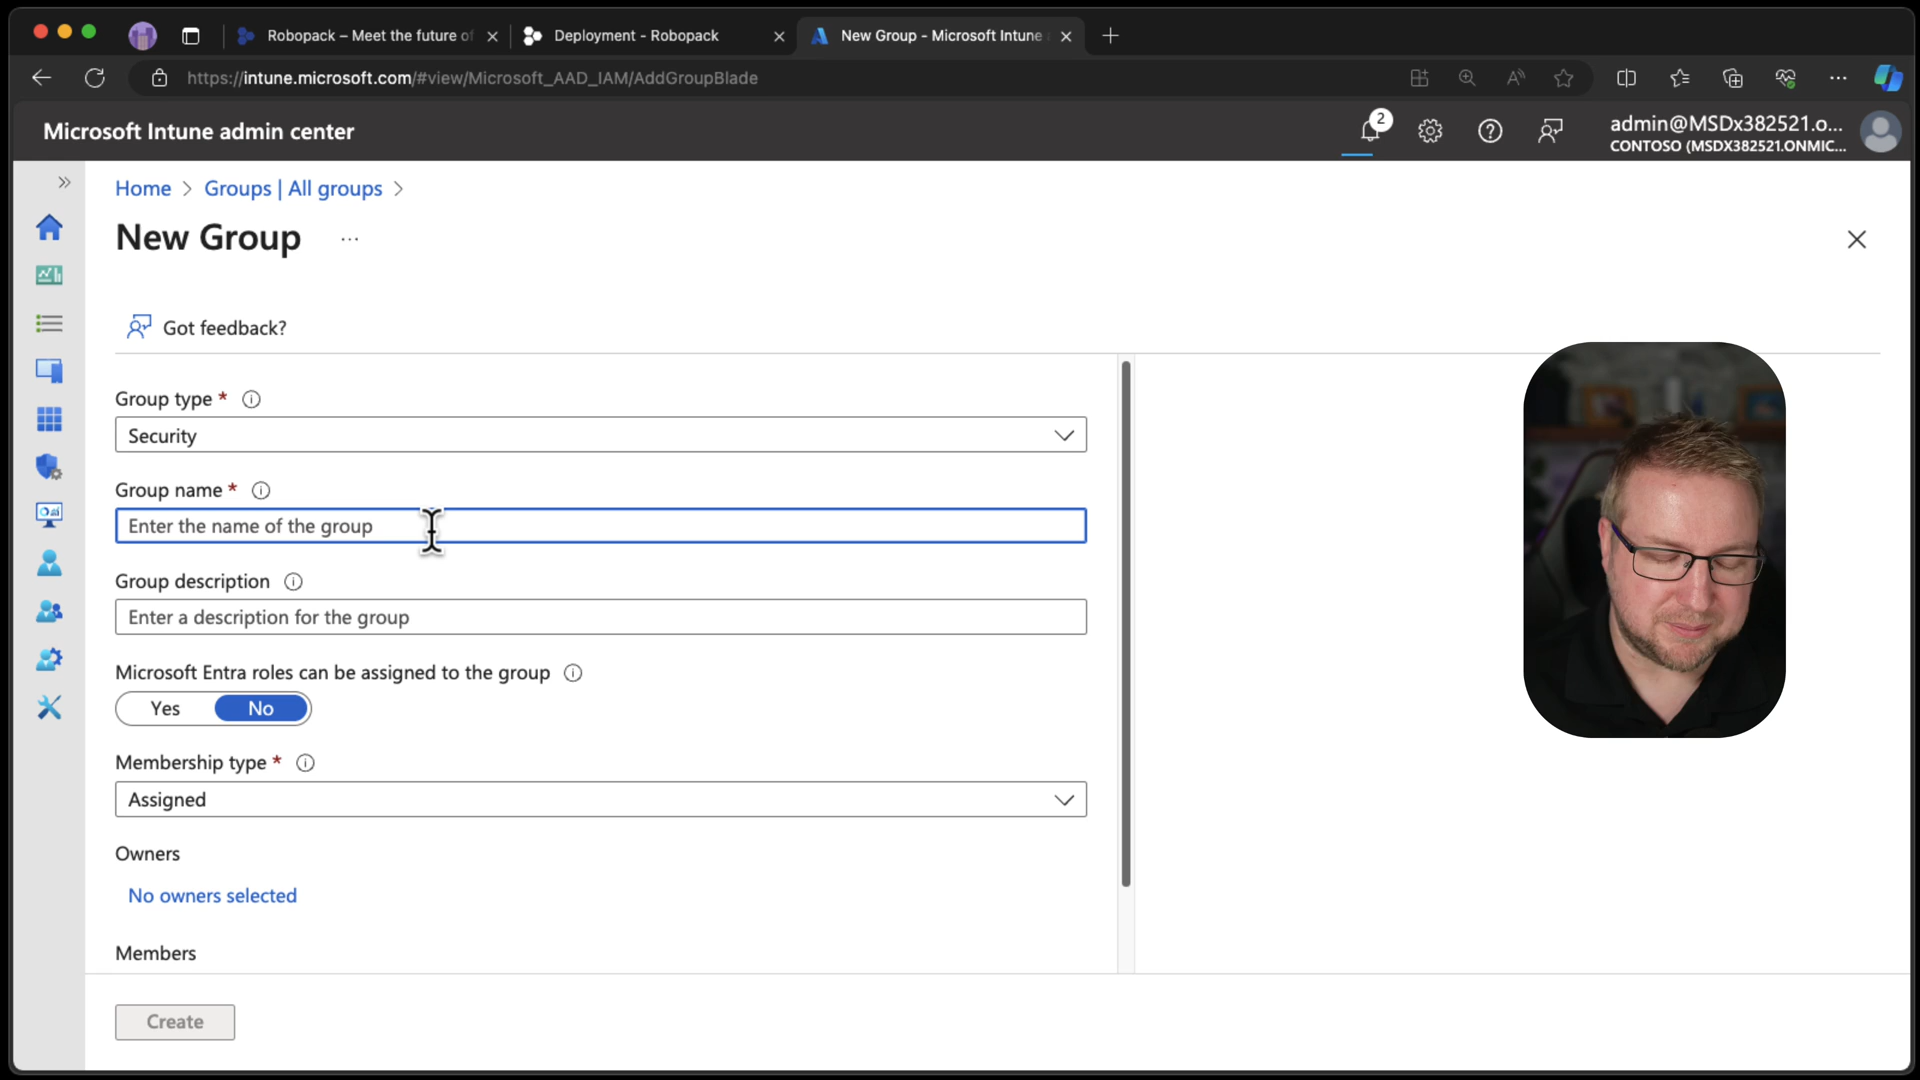 Robopack – Meet the future of
Deployment - Robopack
New Group - Microsoft Intune
https://intune.microsoft.com/#view/Microsoft_AAD_IAM/AddGroupBlade
Microsoft Intune admin center
2
admin@MSDx382521.o...
CONTOSO (MSDX382521.ONMIC...
Home > Groups | All groups >
New Group ...
Got feedback?
Group type *
Security
Group name *
Enter the name of the group
Group description
Enter a description for the group
Microsoft Entra roles can be assigned to the group
Yes No
Membership type *
Assigned
Owners
No owners selected
Members
Create